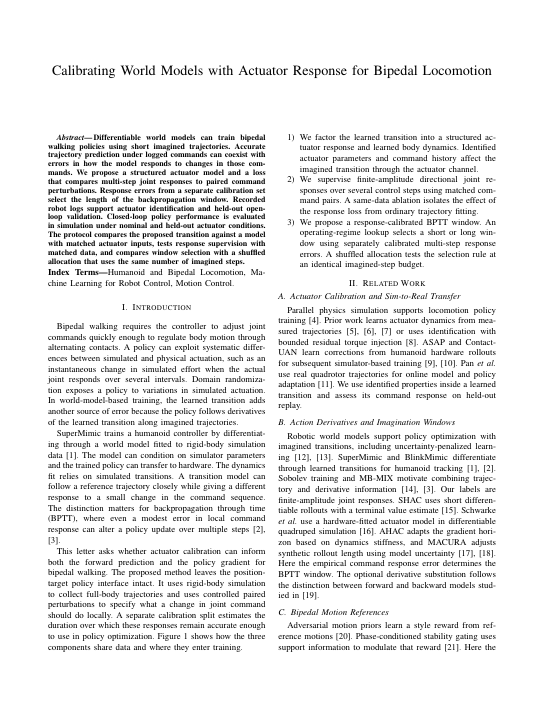 Calibrating World Models with Actuator Response for Bipedal Locomotion
Abstract—Differentiable world models can train bipedal
walking policies using short imagined trajectories. Accurate
trajectory prediction under logged commands can coexist with
errors in how the model responds to changes in those com-
mands. We propose a structured actuator model and a loss
that compares multi-step joint responses to paired command
perturbations. Response errors from a separate calibration set
select the length of the backpropagation window. Recorded
robot logs support actuator identification and held-out open-
loop validation. Closed-loop policy performance is evaluated
in simulation under nominal and held-out actuator conditions.
The protocol compares the proposed transition against a model
with matched actuator inputs, tests response supervision with
matched data, and compares window selection with a shuffled
allocation that uses the same number of imagined steps.
Index Terms—Humanoid and Bipedal Locomotion, Ma-
chine Learning for Robot Control, Motion Control.
I. INTRODUCTION
Bipedal walking requires the controller to adjust joint
commands quickly enough to regulate body motion through
alternating contacts. A policy can exploit systematic differ-
ences between simulated and physical actuation, such as an
instantaneous change in simulated effort when the actual
joint responds over several intervals. Domain randomiza-
tion exposes a policy to variations in simulated actuation.
In world-model-based training, the learned transition adds
another source of error because the policy follows derivatives
of the learned transition along imagined trajectories.
SuperMimic trains a humanoid controller by differentiat-
ing through a world model fitted to rigid-body simulation
data [1]. The model can condition on simulator parameters
and the trained policy can transfer to hardware. The dynamics
fit relies on simulated transitions. A transition model can
follow a reference trajectory closely while giving a different
response to a small change in the command sequence.
The distinction matters for backpropagation through time
(BPTT), where even a modest error in local command
response can alter a policy update over multiple steps [2],
[3].
This letter asks whether actuator calibration can inform
both the forward prediction and the policy gradient for
bipedal walking. The proposed method leaves the position-
target policy interface intact. It uses rigid-body simulation
to collect full-body trajectories and uses controlled paired
perturbations to specify what a change in joint command
should do locally. A separate calibration split estimates the
duration over which these responses remain accurate enough
to use in policy optimization. Figure 1 shows how the three
components share data and where they enter training.
1) We factor the learned transition into a structured ac-
tuator response and learned body dynamics. Identified
actuator parameters and command history affect the
imagined transition through the actuator channel.
2) We supervise finite-amplitude directional joint re-
sponses over several control steps using matched com-
mand pairs. A same-data ablation isolates the effect of
the response loss from ordinary trajectory fitting.
3) We propose a response-calibrated BPTT window. An
operating-regime lookup selects a short or long win-
dow using separately calibrated multi-step response
errors. A shuffled allocation tests the selection rule at
an identical imagined-step budget.
II. RELATED WORK
A. Actuator Calibration and Sim-to-Real Transfer
Parallel physics simulation supports locomotion policy
training [4]. Prior work learns actuator dynamics from mea-
sured trajectories [5], [6], [7] or uses identification with
bounded residual torque injection [8]. ASAP and Contact-
UAN learn corrections from humanoid hardware rollouts
for subsequent simulator-based training [9], [10]. Pan et al.
use real quadrotor trajectories for online model and policy
adaptation [11]. We use identified properties inside a learned
transition and assess its command response on held-out
replay.
B. Action Derivatives and Imagination Windows
Robotic world models support policy optimization with
imagined transitions, including uncertainty-penalized learn-
ing [12], [13]. SuperMimic and BlinkMimic differentiate
through learned transitions for humanoid tracking [1], [2].
Sobolev training and MB-MIX motivate combining trajec-
tory and derivative information [14], [3]. Our labels are
finite-amplitude joint responses. SHAC uses short differen-
tiable rollouts with a terminal value estimate [15]. Schwarke
et al. use a hardware-fitted actuator model in differentiable
quadruped simulation [16]. AHAC adapts the gradient hori-
zon based on dynamics stiffness, and MACURA adjusts
synthetic rollout length using model uncertainty [17], [18].
Here the empirical command response error determines the
BPTT window. The optional derivative substitution follows
the distinction between forward and backward models stud-
ied in [19].
C. Bipedal Motion References
Adversarial motion priors learn a style reward from ref-
erence motions [20]. Phase-conditioned stability gating uses
support information to modulate that reward [21]. Here the